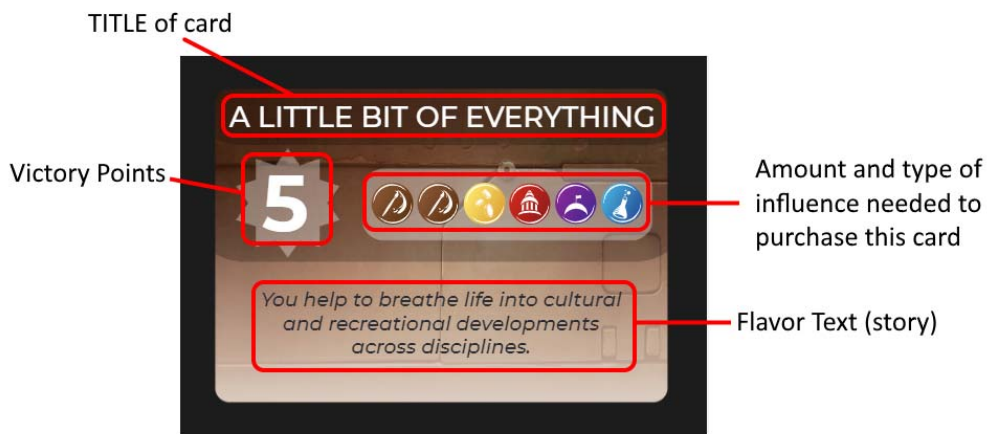 TITLE of card
A LITTLE BIT OF EVERYTHING
Victory Points
5
Amount and type of
influence needed to
purchase this card
You help to breathe life into cultural
and recreational developments
across disciplines.
Flavor Text (story)